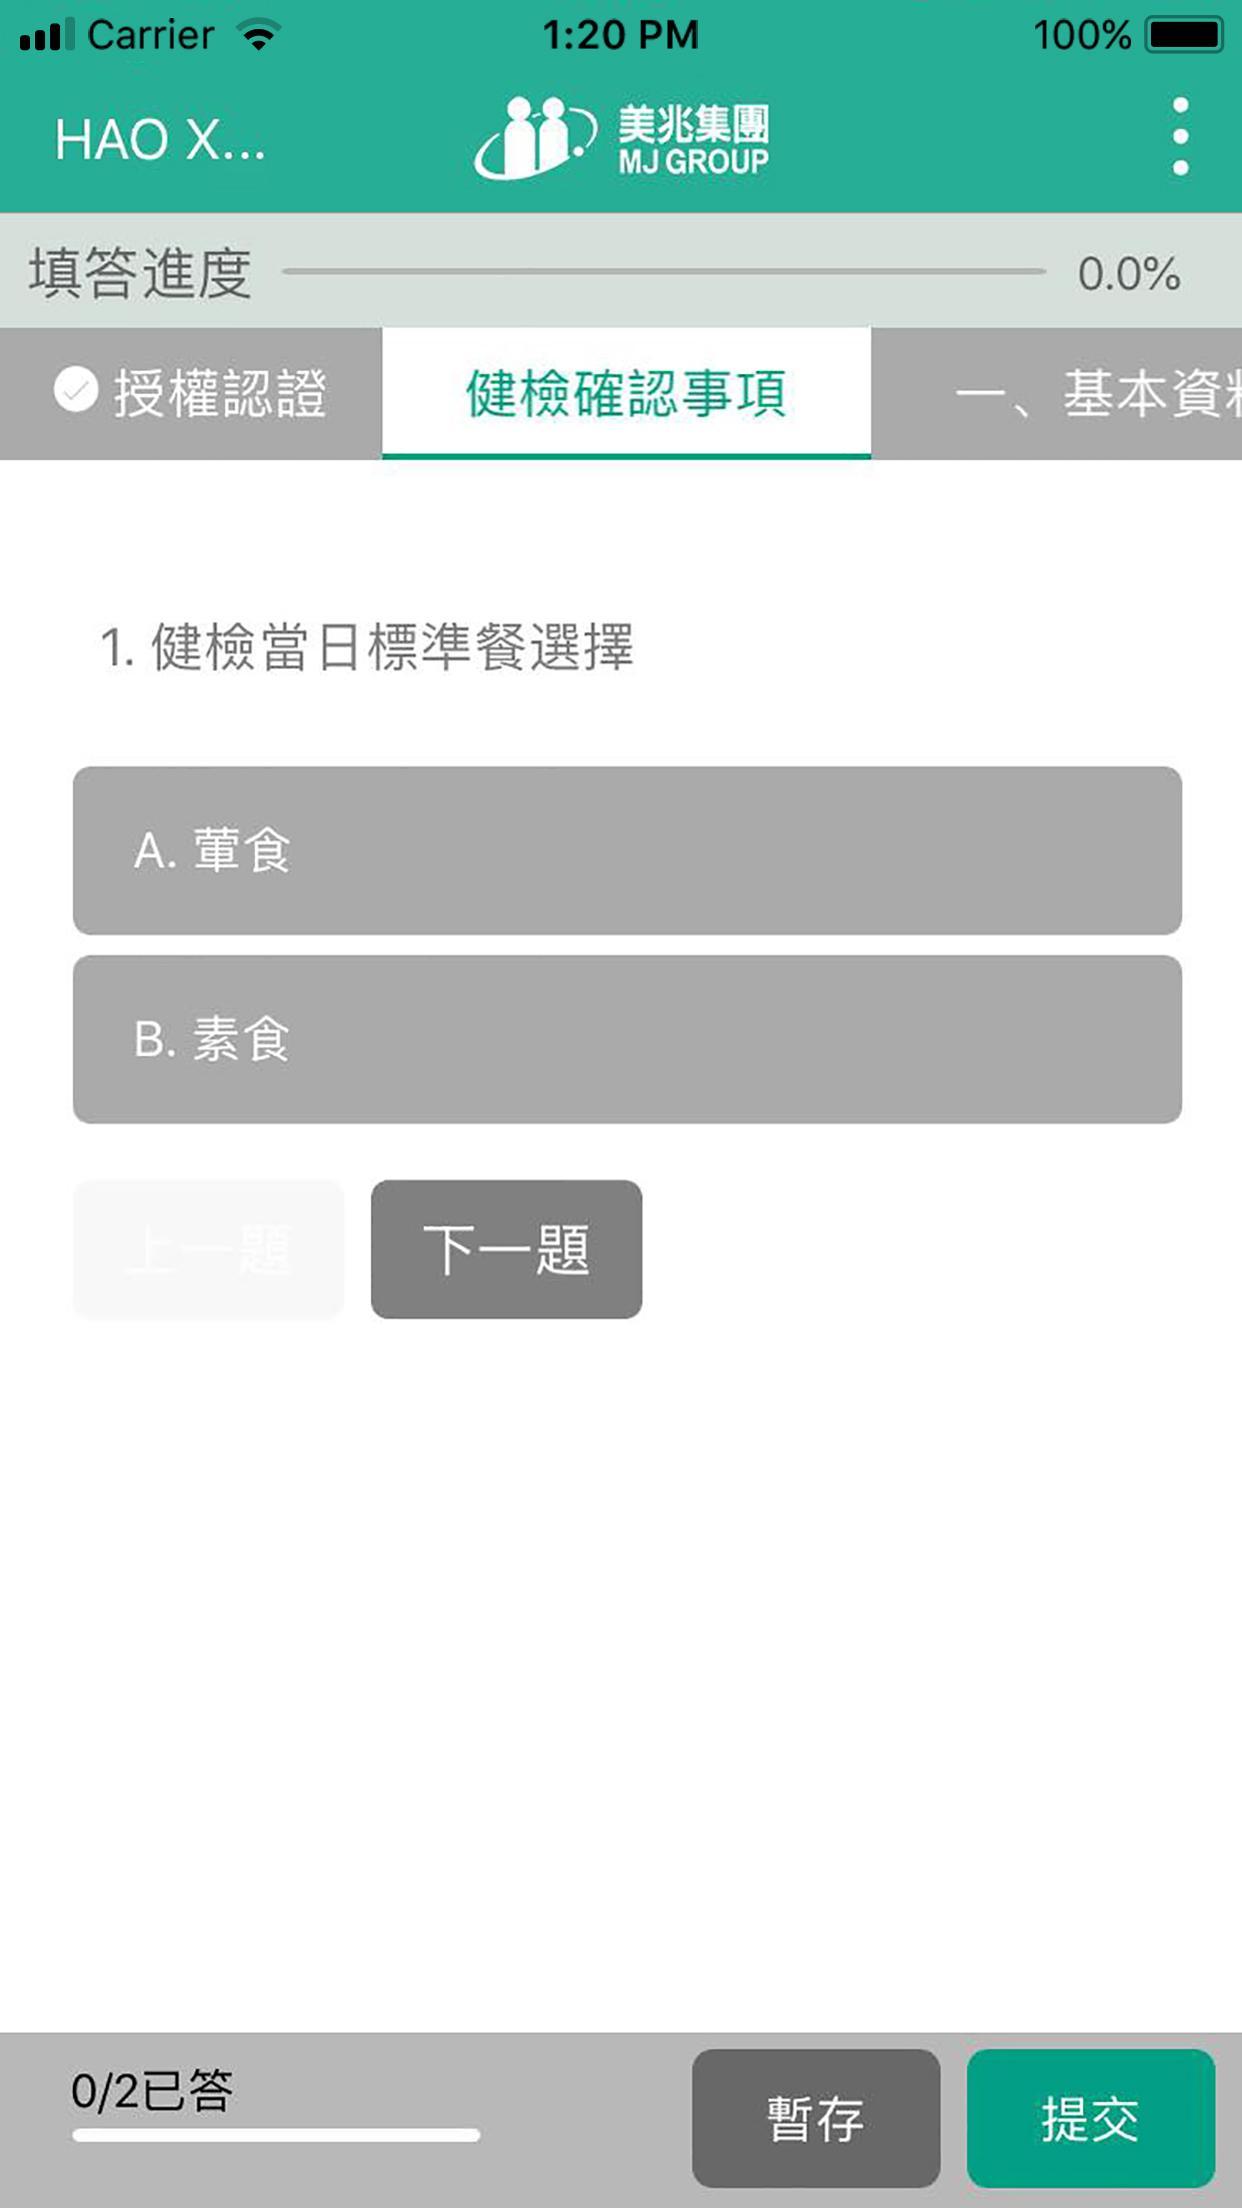 Carrier 1:20 PM 100%
HAO X...
美兆集團
MJ GROUP
填答進度 0.0%
授權認證 健檢確認事項 一、基本資料
1. 健檢當日標準餐選擇
A. 葷食
B. 素食
上一題 下一題
0/2已答
暫存 提交